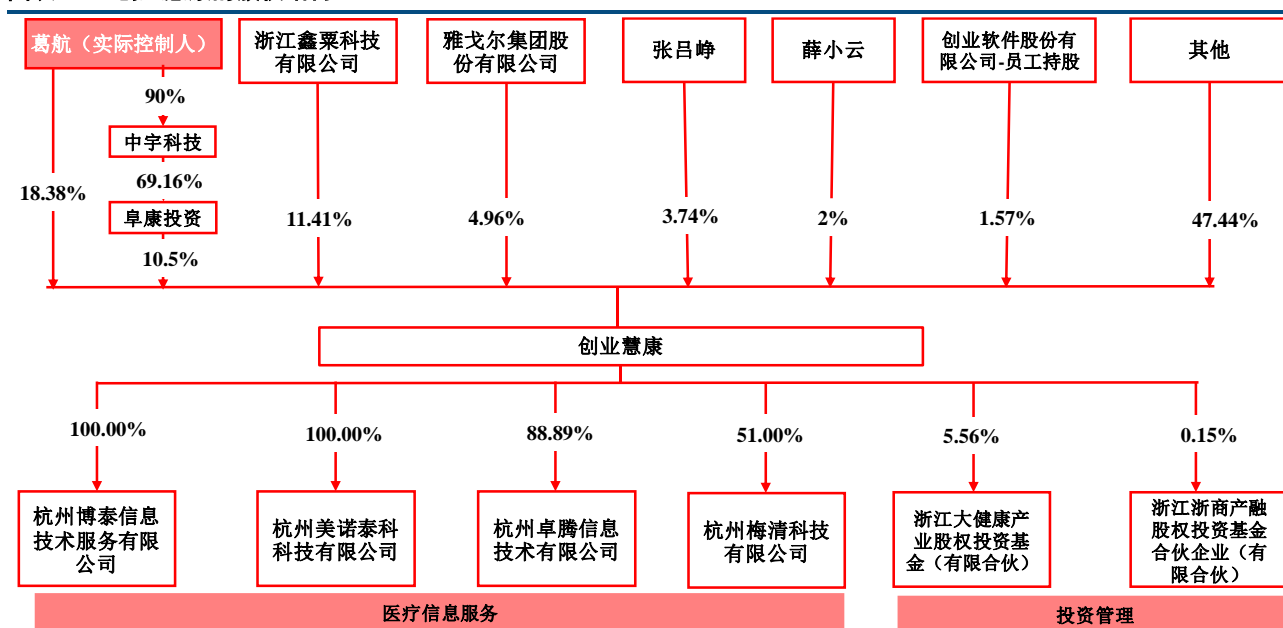 葛航（实际控制人）
浙江鑫粟科技
有限公司
雅戈尔集团股
份有限公司
张吕峥
薛小云
创业软件股份有
限公司-员工持股
其他
90%
中宇科技
69.16%
18.38%
阜康投资
10.5%
11.41%
4.96%
3.74%
2%
1.57%
47.44%
创业慧康
100.00%
100.00%
88.89%
51.00%
5.56%
0.15%
杭州博泰信息
技术服务有限
公司
杭州美诺泰科
科技有限公司
杭州卓腾信息
技术有限公司
杭州梅清科技
有限公司
浙江大健康产
业股权投资基
金（有限合伙）
浙江浙商产融
股权投资基金
合伙企业（有
限合伙）
医疗信息服务
投资管理